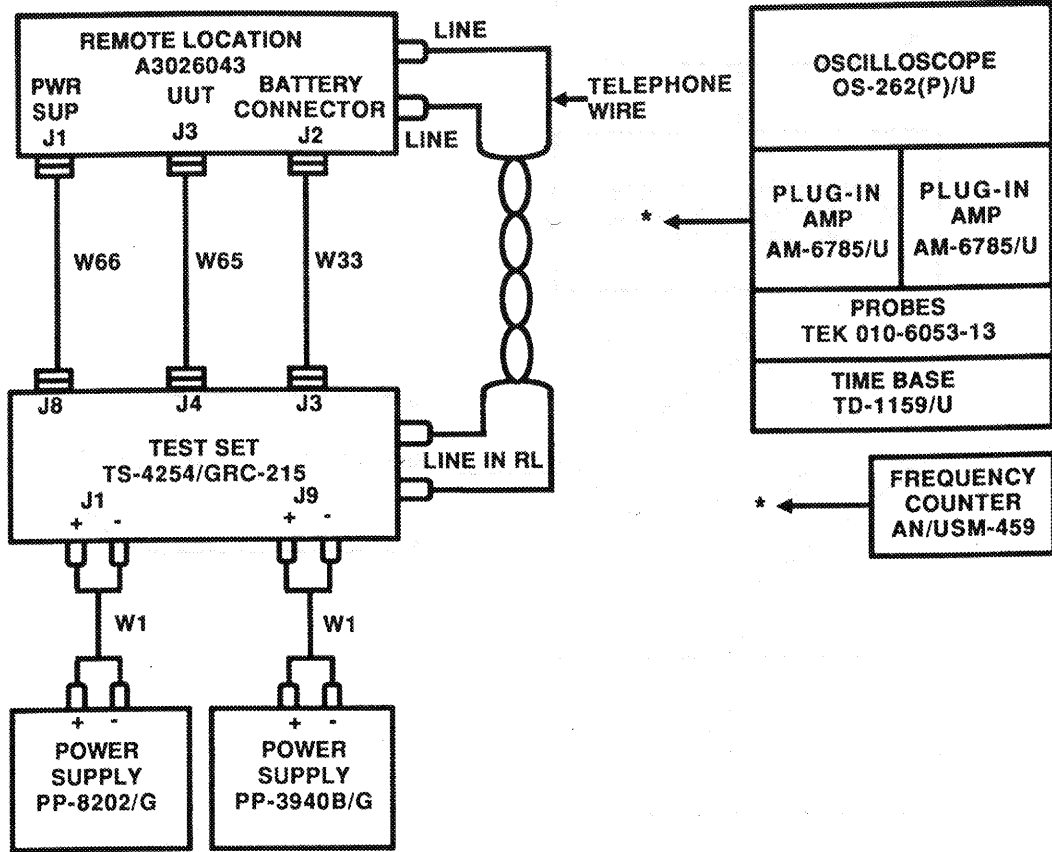 REMOTE LOCATION
A3026043
PWR
SUP
J1
UUT
J3
BATTERY
CONNECTOR
J2
LINE
LINE
TELEPHONE
WIRE
W66
W65
W33
J8
J4
J3
TEST SET
TS-4254/GRC-215
LINE IN RL
J1
+ -
J9
+ -
W1
W1
+ -
POWER
SUPPLY
PP-8202/G
+ -
POWER
SUPPLY
PP-3940B/G
OSCILLOSCOPE
OS-262(P)/U
*
PLUG-IN
AMP
AM-6785/U
PLUG-IN
AMP
AM-6785/U
PROBES
TEK 010-6053-13
TIME BASE
TD-1159/U
*
FREQUENCY
COUNTER
AN/USM-459